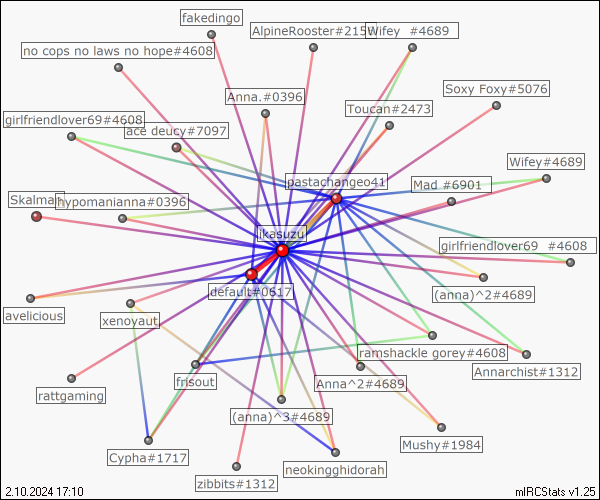 fakedingo
AlpineRooster#215
Wifey #4689
no cops no laws no hope#4608
Soxy Foxy#5076
Anna.#0396
Toucan#2473
girlfriendlover69#4608
ace deucy#7097
Wifey#4689
pastachangeo41
Mad #6901
Skalman
hypomanianna#0396
ikasuzu
girlfriendlover69 #4608
default#0617
(anna)^2#4689
avelicious
xenoyaut
ramshackle gorey#4608
Annarchist#1312
frisout
Anna^2#4689
rattgaming
(anna)^3#4689
Mushy#1984
Cypha#1717
neokingghidorah
zibbits#1312
2.10.2024 17:10
mIRCStats v1.25